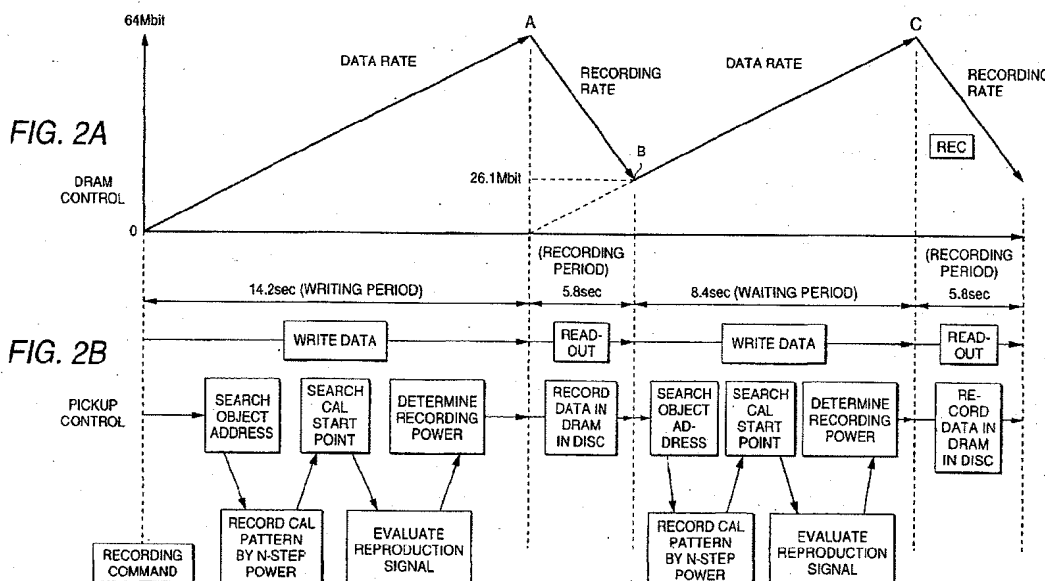 64Mbit
A
C
DATA RATE
RECORDING
RATE
DATA RATE
RECORDING
RATE
FIG. 2A
REC
B
DRAM
CONTROL
26.1Mbit
0
(RECORDING
PERIOD)
(RECORDING
PERIOD)
14.2sec (WRITING PERIOD)
5.8sec
8.4sec (WAITING PERIOD)
5.8sec
FIG. 2B
WRITE DATA
READ-
OUT
WRITE DATA
READ-
OUT
PICKUP
CONTROL
SEARCH
OBJECT
ADDRESS
SEARCH
CAL
START
POINT
DETERMINE
RECORDING
POWER
RECORD
DATA IN
DRAM
IN DISC
SEARCH
OBJECT
AD-
DRESS
SEARCH
CAL
START
POINT
DETERMINE
RECORDING
POWER
RE-
CORD
DATA IN
DRAM
IN DISC
RECORDING
COMMAND
RECORD CAL
PATTERN
BY N-STEP
POWER
EVALUATE
REPRODUCTION
SIGNAL
RECORD CAL
PATTERN
BY N-STEP
POWER
EVALUATE
REPRODUCTION
SIGNAL